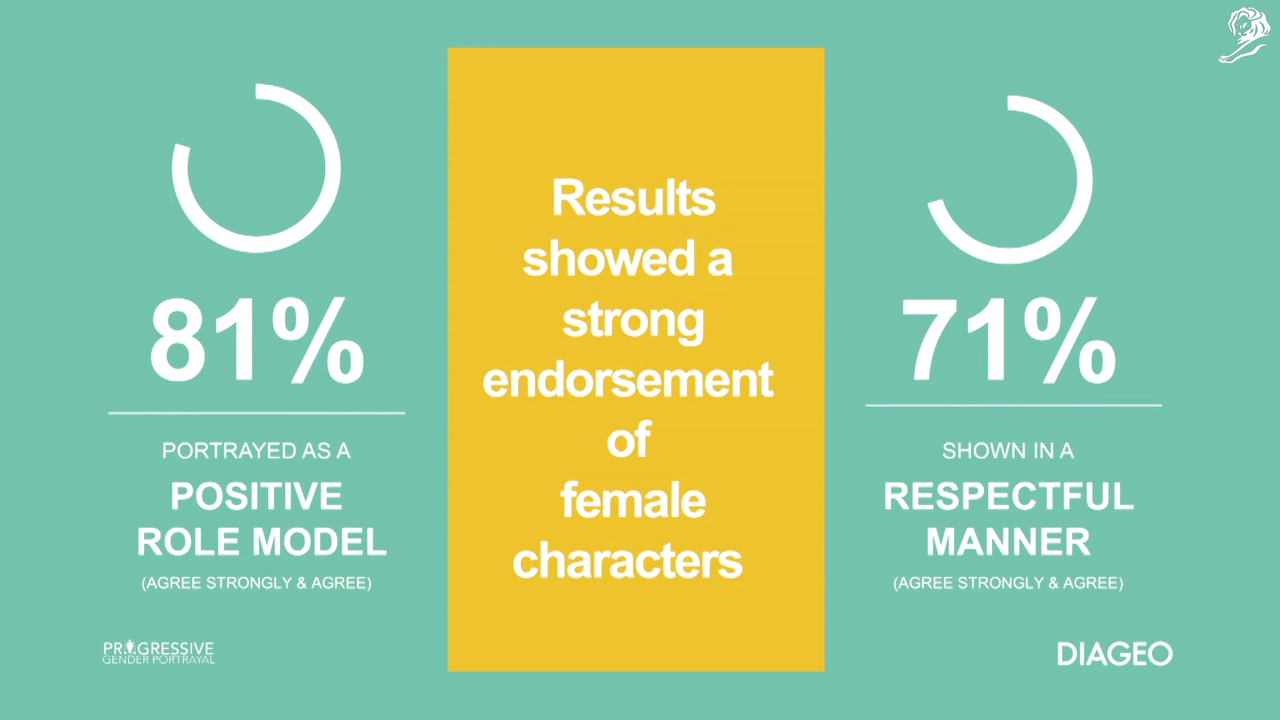 81%
PORTRAYED AS A
POSITIVE
ROLE MODEL
(AGREE STRONGLY & AGREE)
PROGRESSIVE
GENDER PORTRAYAL
Results
showed a
strong
endorsement
of
female
characters
71%
SHOWN IN A
RESPECTFUL
MANNER
(AGREE STRONGLY & AGREE)
DIAGEO